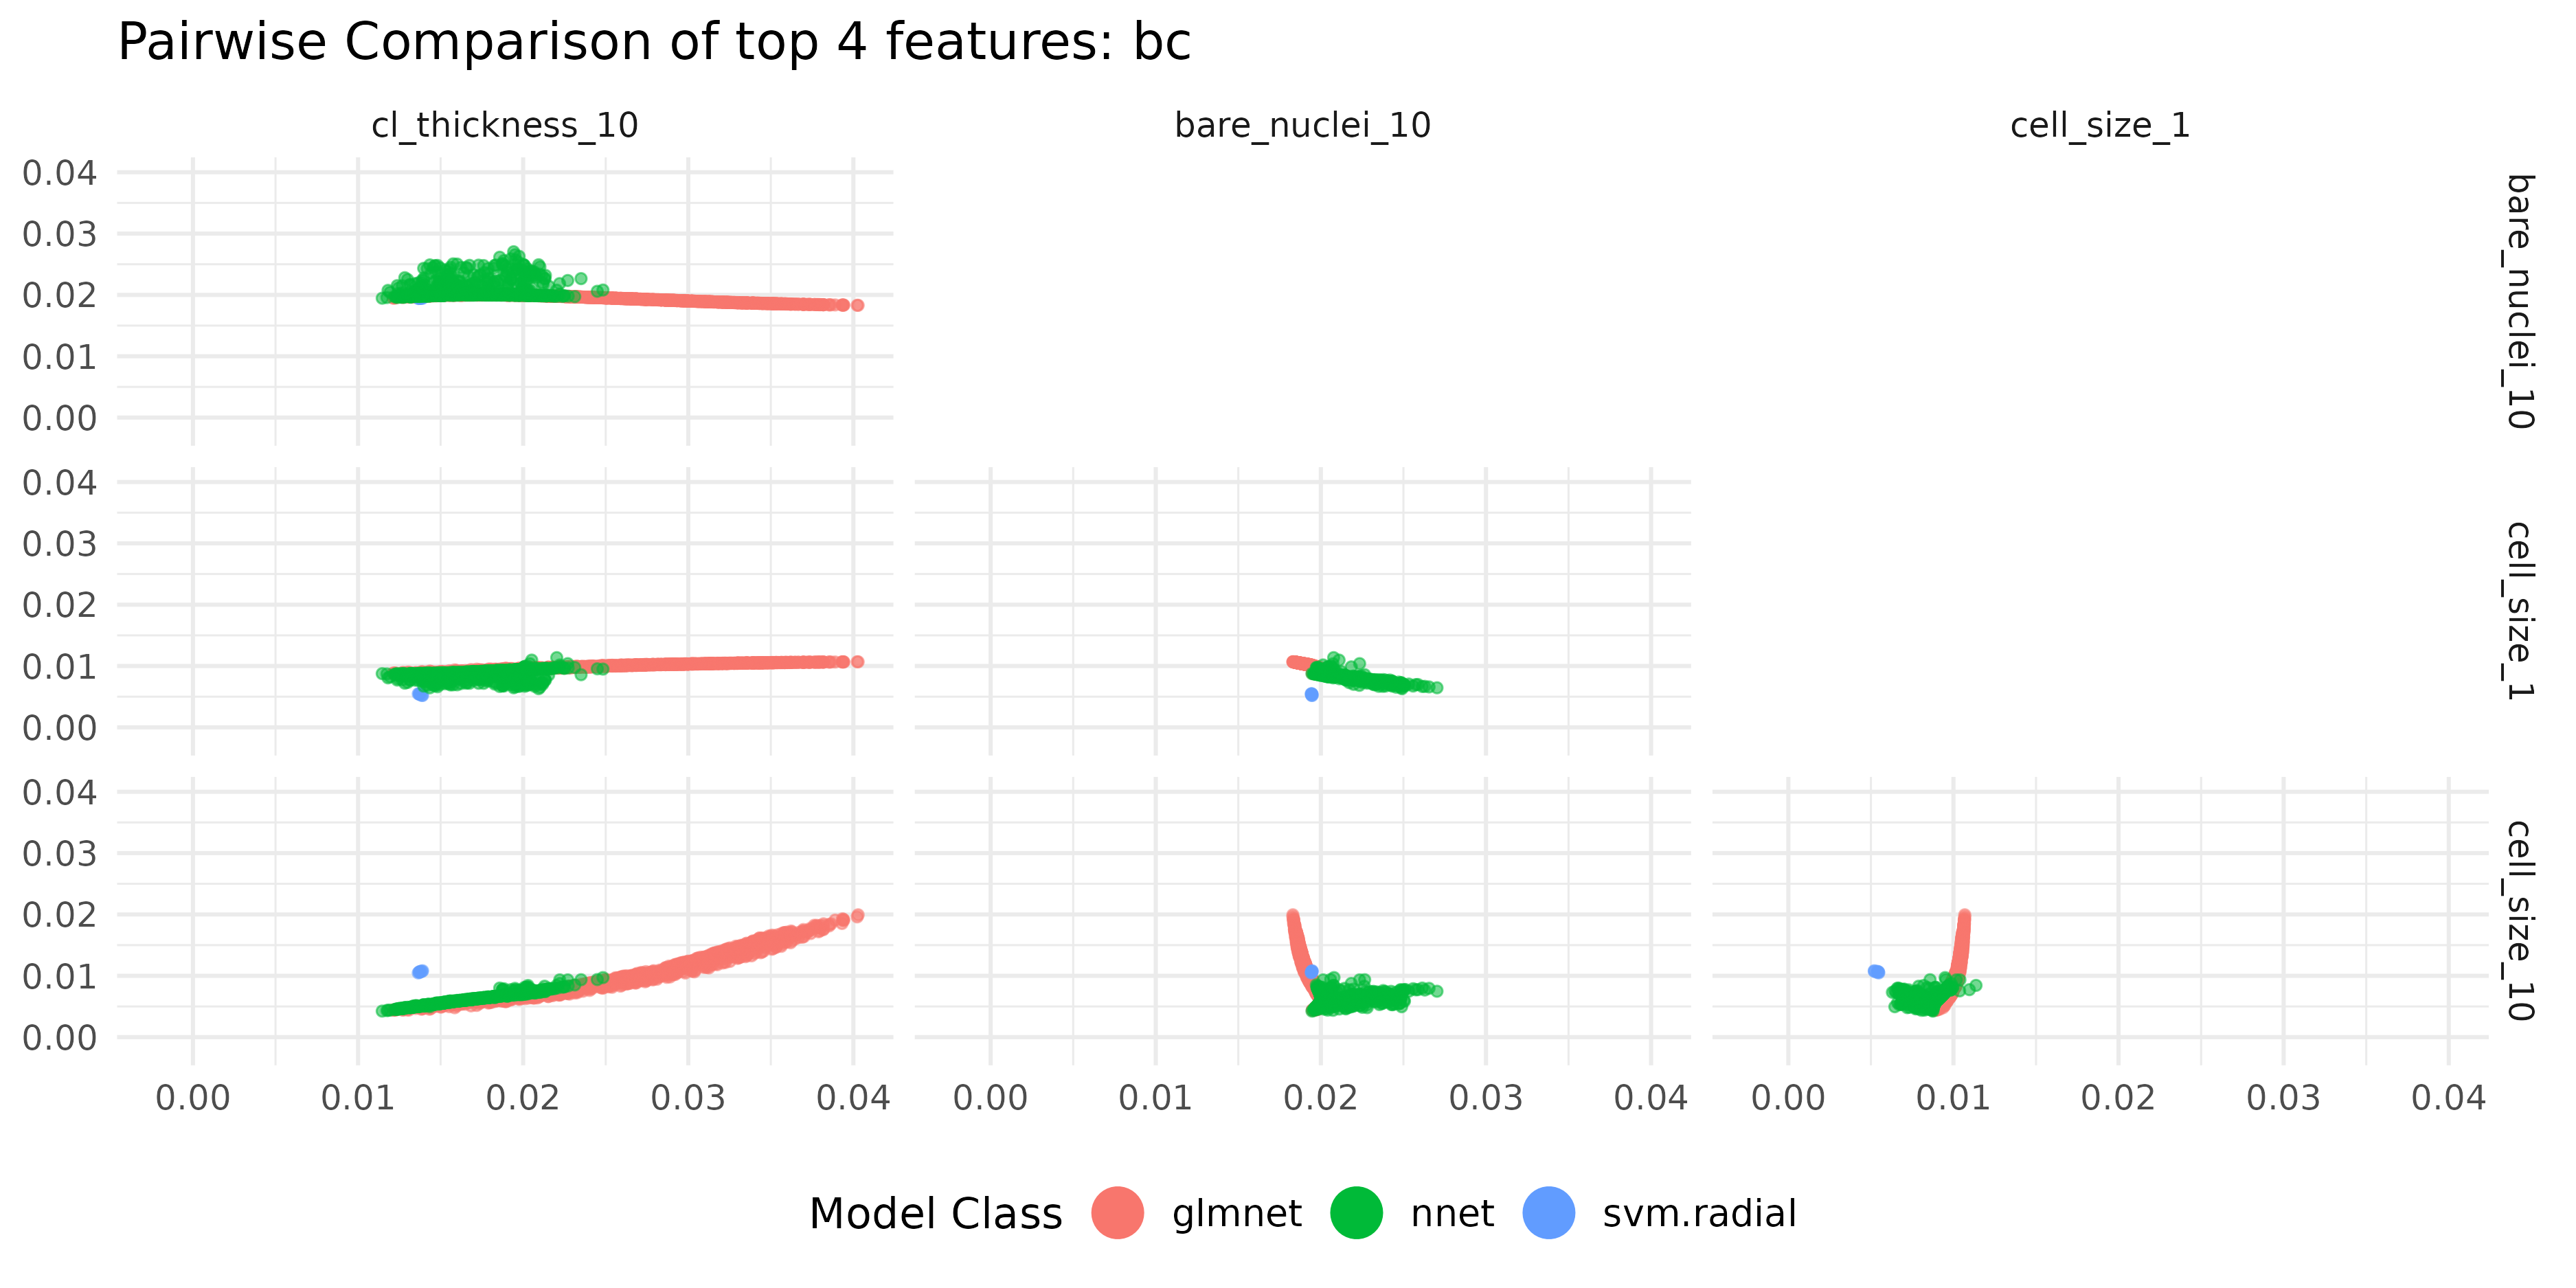 Pairwise Comparison of top 4 features: bc
cl_thickness_10
bare_nuclei_10
cell_size_1
0.04
0.03
0.02
0.01
0.00
bare_nuclei_10
0.04
0.03
0.02
0.01
0.00
cell_size_1
0.04
0.03
0.02
0.01
0.00
cell_size_10
0.00 0.01 0.02 0.03 0.04 0.00 0.01 0.02 0.03 0.04 0.00 0.01 0.02 0.03 0.04
Model Class glmnet nnet svm.radial